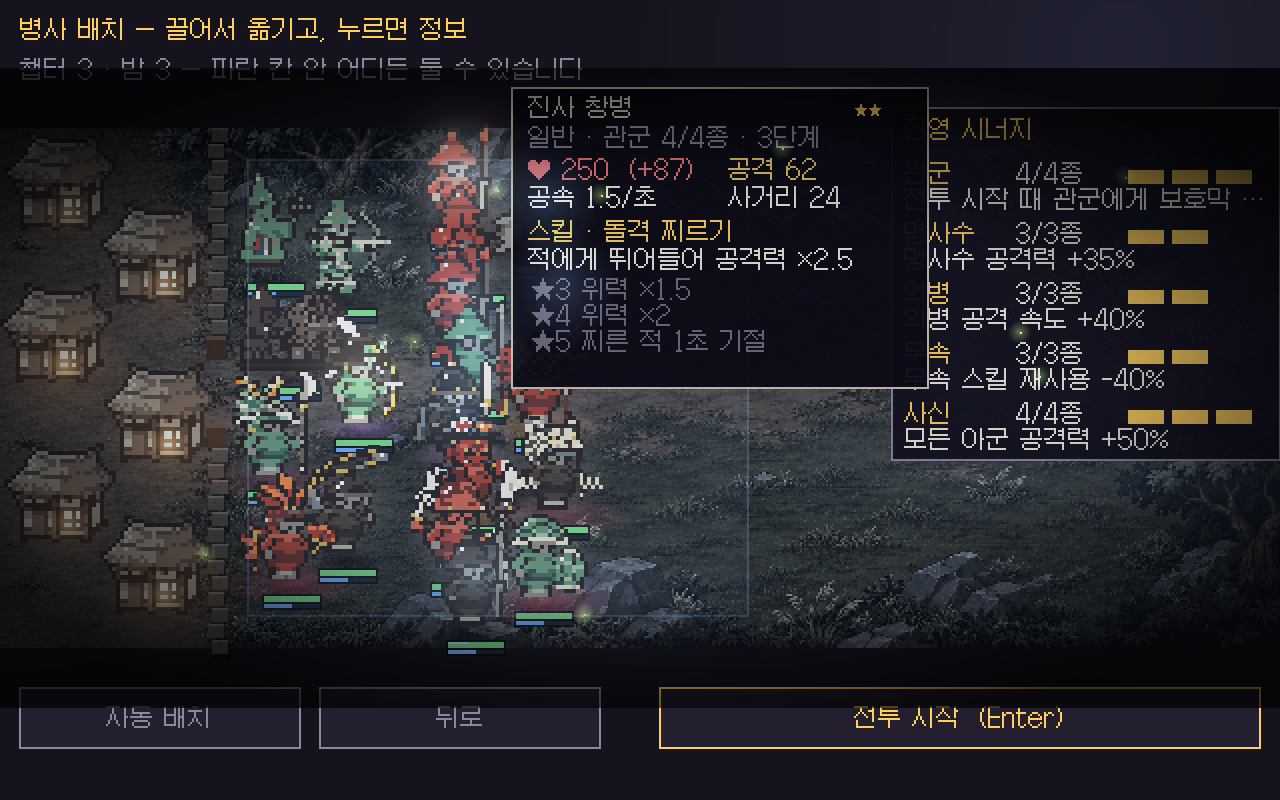 병사 배치 — 끌어서 옮기고, 누르면 정보
챕터 3 · 밤 3 — 파란 칸 안 어디든 둘 수 있습니다
진사 창병 ★★
일반 · 관군 4/4종 · 3단계
♥ 250 (+87) 공격 62
공속 1.5/초 사거리 24
스킬 · 돌격 찌르기
적에게 뛰어들어 공격력 ×2.5
★3 위력 ×1.5
★4 위력 ×2
★5 찌른 적 1초 기절
영 시너지
군 4/4종
투 시작 때 관군에게 보호막 …
사수 3/3종
사수 공격력 +35%
병 3/3종
병 공격 속도 +40%
속 3/3종
속 스킬 재사용 -40%
사신 4/4종
모든 아군 공격력 +50%
자동 배치
뒤로
전투 시작 (Enter)